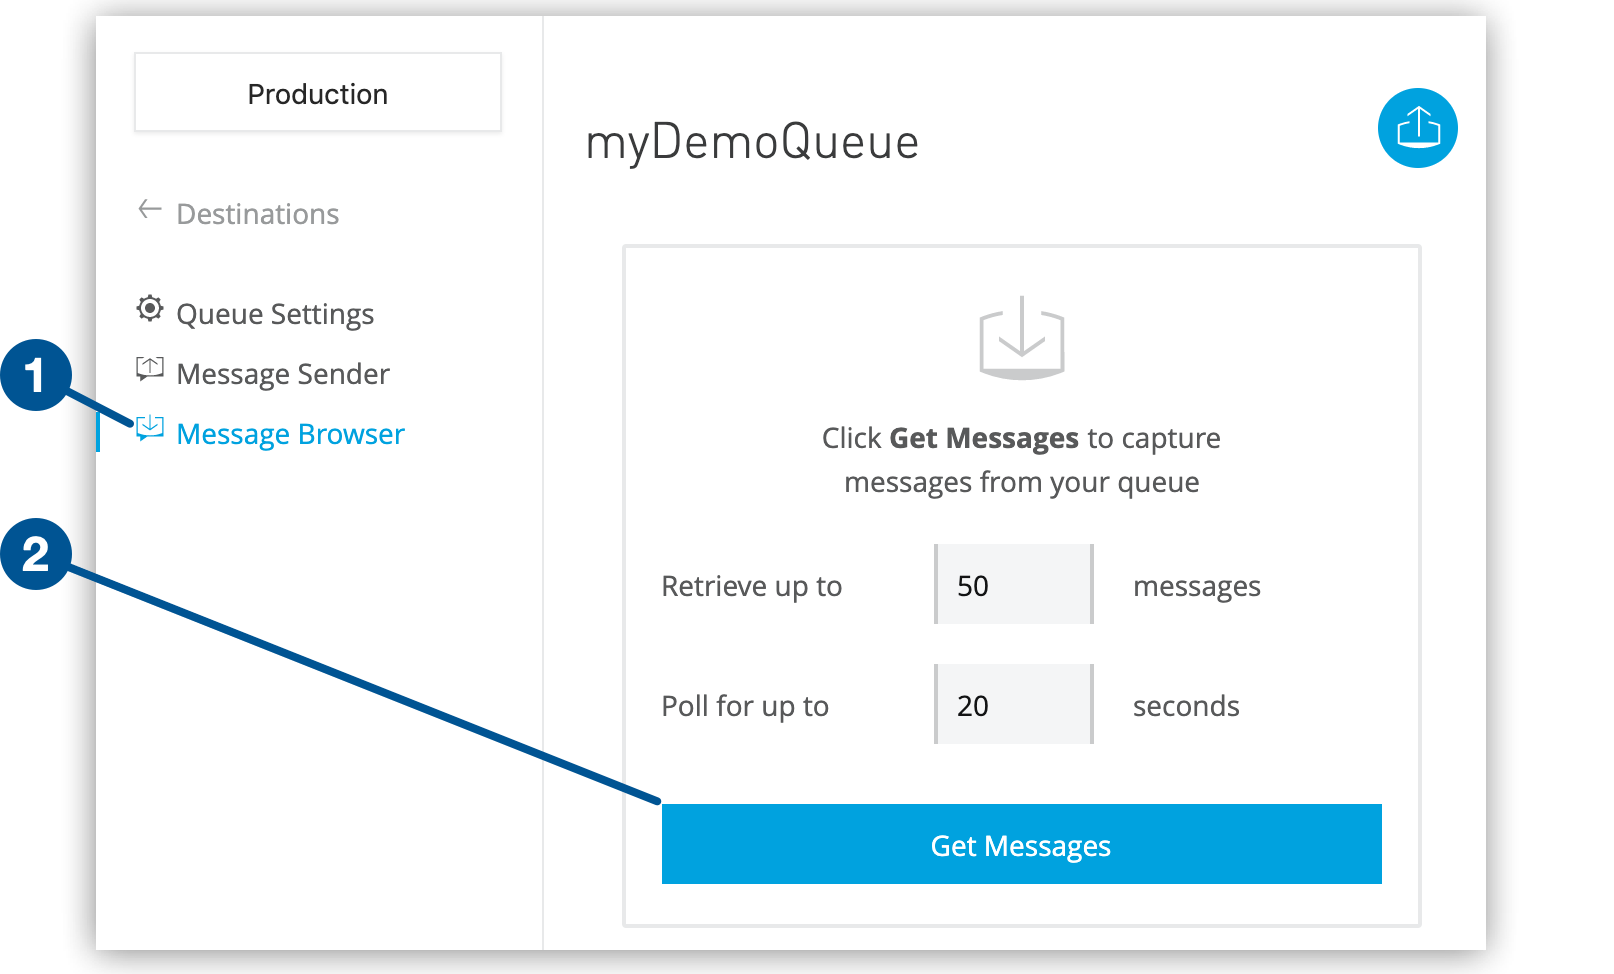 Production
myDemoQueue
Destinations
Queue Settings
1
Message Sender
Message Browser
2
Click Get Messages to capture
messages from your queue
Retrieve up to 50 messages
Poll for up to 20 seconds
Get Messages